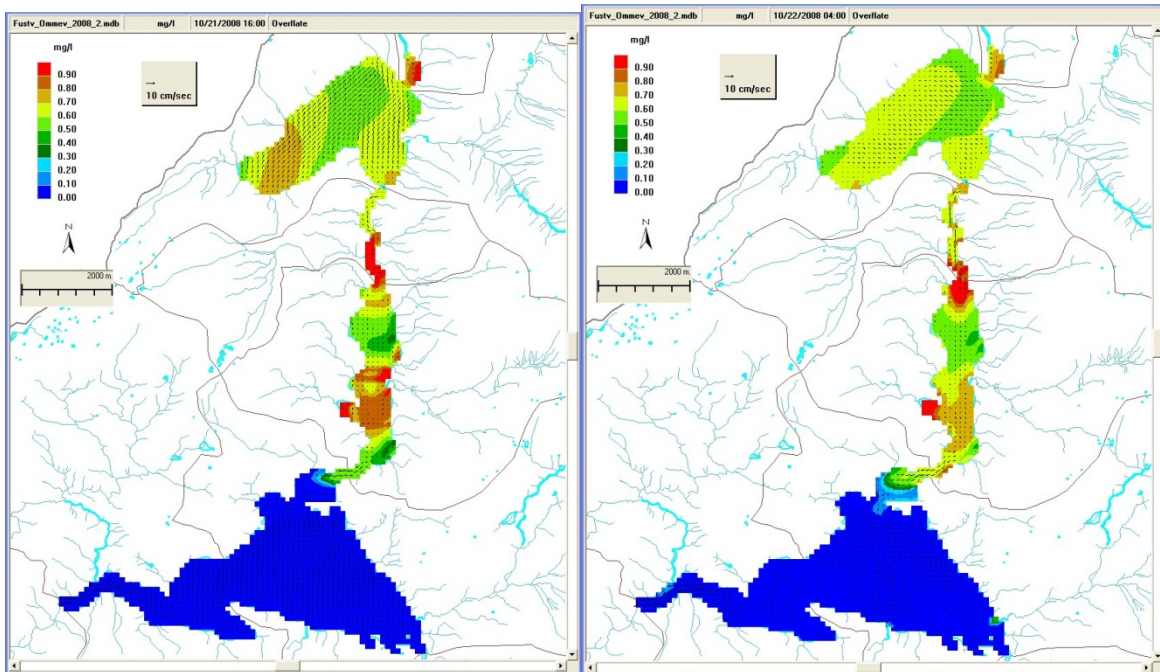 Fustv_Ommev_2008_2.mdb mg/l 10/21/2008 16:00 Overflate
mg/l
0.90
0.80
0.70
0.60
0.50
0.40
0.30
0.20
0.10
0.00
10 cm/sec
N
2000 m.
Fustv_Ommev_2008_2.mdb mg/l 10/22/2008 04:00 Overflate
mg/l
0.90
0.80
0.70
0.60
0.50
0.40
0.30
0.20
0.10
0.00
10 cm/sec
N
2000 m.